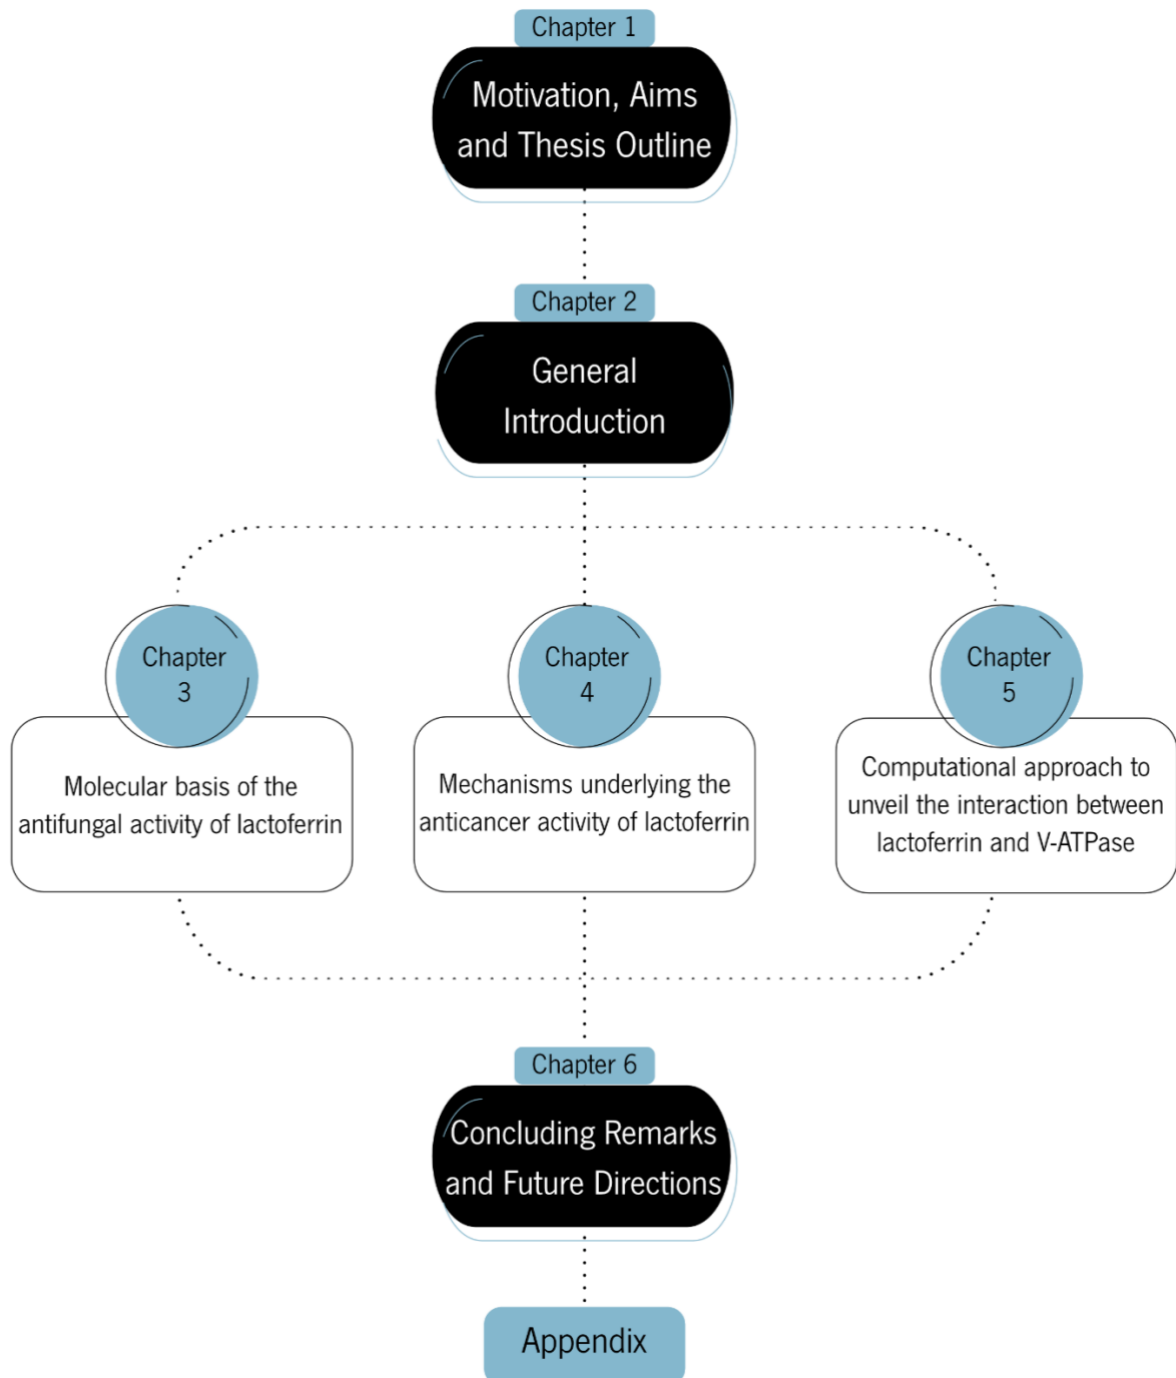 Chapter 1
Motivation, Aims
and Thesis Outline
Chapter 2
General
Introduction
Chapter
3
Molecular basis of the
antifungal activity of lactoferrin
Chapter
4
Mechanisms underlying the
anticancer activity of lactoferrin
Chapter
5
Computational approach to
unveil the interaction between
lactoferrin and V-ATPase
Chapter 6
Concluding Remarks
and Future Directions
Appendix